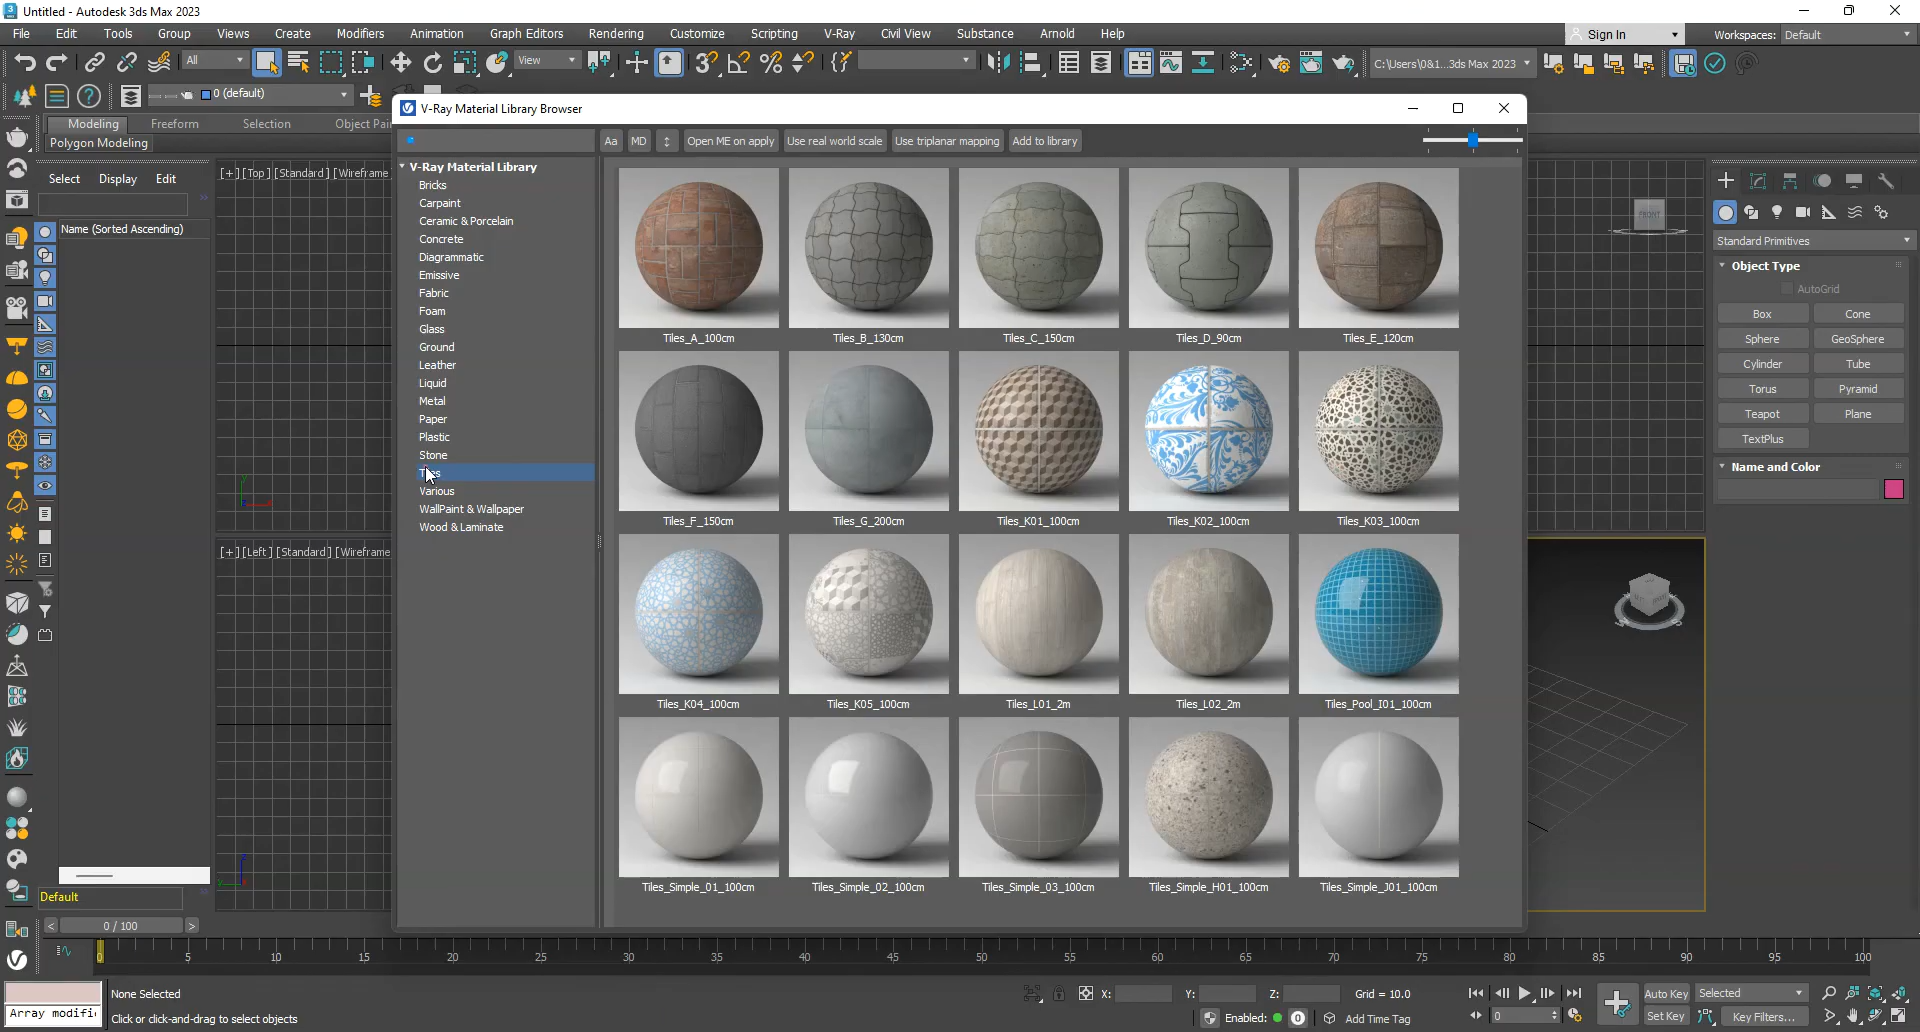 Untitled - Autodesk 3ds Max 2023
File Edit Tools Group Views Create Modifiers Animation Graph Editors Rendering Customize Scripting V-Ray Civil View Substance Arnold Help
Sign In
Workspaces: Default
All
View
C:\Users\0&1...3ds Max 2023
0 (default)
Modeling Freeform Selection Object Pai
Polygon Modeling
V-Ray Material Library Browser
Aa MD Open ME on apply Use real world scale Use triplanar mapping Add to library
Select Display Edit
Name (Sorted Ascending)
[+] [Top] [Standard] [Wireframe
[+] [Left] [Standard] [Wireframe
V-Ray Material Library
Bricks
Carpaint
Ceramic & Porcelain
Concrete
Diagrammatic
Emissive
Fabric
Foam
Glass
Ground
Leather
Liquid
Metal
Paper
Plastic
Stone
Tiles
Various
WallPaint & Wallpaper
Wood & Laminate
Tiles_A_100cm Tiles_B_130cm Tiles_C_150cm Tiles_D_90cm Tiles_E_120cm
Tiles_F_150cm Tiles_G_200cm Tiles_K01_100cm Tiles_K02_100cm Tiles_K03_100cm
Tiles_K04_100cm Tiles_K05_100cm Tiles_L01_2m Tiles_L02_2m Tiles_Pool_I01_100cm
Tiles_Simple_01_100cm Tiles_Simple_02_100cm Tiles_Simple_03_100cm Tiles_Simple_H01_100cm Tiles_Simple_J01_100cm
FRONT
Standard Primitives
Object Type
AutoGrid
Box Cone
Sphere GeoSphere
Cylinder Tube
Torus Pyramid
Teapot Plane
TextPlus
Name and Color
Default
0 / 100
0 5 10 15 20 25 30 35 40 45 50 55 60 65 70 75 80 85 90 95 100
None Selected
Click or click-and-drag to select objects
Array modifi
X: Y: Z: Grid = 10.0
Enabled: 0 Add Time Tag
Auto Key Selected
Set Key Key Filters...
0